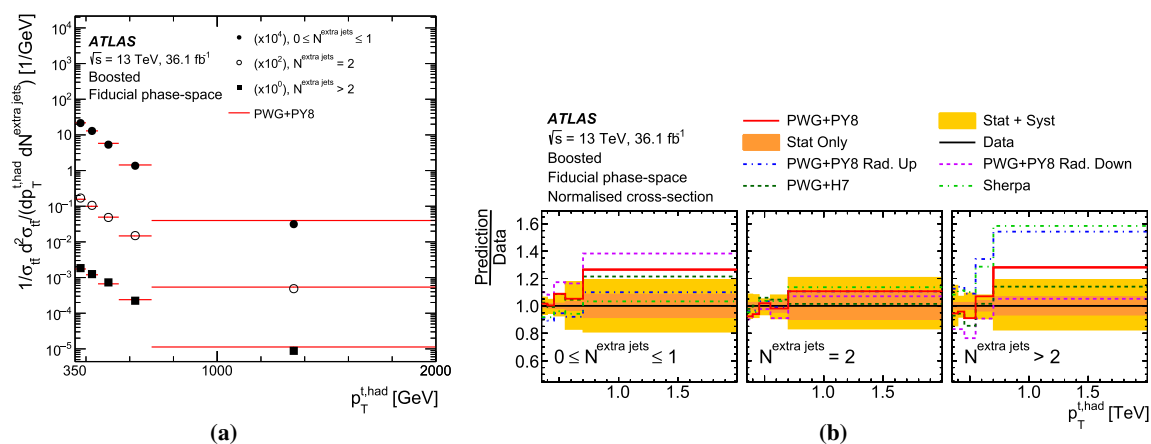 ATLAS
√s = 13 TeV, 36.1 fb⁻¹
Boosted
Fiducial phase-space
(x10⁴), 0 ≤ N^extra jets ≤ 1
(x10²), N^extra jets = 2
(x10⁰), N^extra jets > 2
PWG+PY8
1/σ_tt̄ d²σ_tt̄/(dp_T^t,had dN^extra jets) [1/GeV]
10⁴
10³
10²
10
1
10⁻¹
10⁻²
10⁻³
10⁻⁴
10⁻⁵
350 1000 2000
p_T^t,had [GeV]
(a)
ATLAS
√s = 13 TeV, 36.1 fb⁻¹
Boosted
Fiducial phase-space
Normalised cross-section
PWG+PY8 Stat + Syst
Stat Only Data
PWG+PY8 Rad. Up PWG+PY8 Rad. Down
PWG+H7 Sherpa
Prediction
Data
1.6
1.4
1.2
1.0
0.8
0.6
0 ≤ N^extra jets ≤ 1 N^extra jets = 2 N^extra jets > 2
1.0 1.5 1.0 1.5 1.0 1.5
p_T^t,had [TeV]
(b)